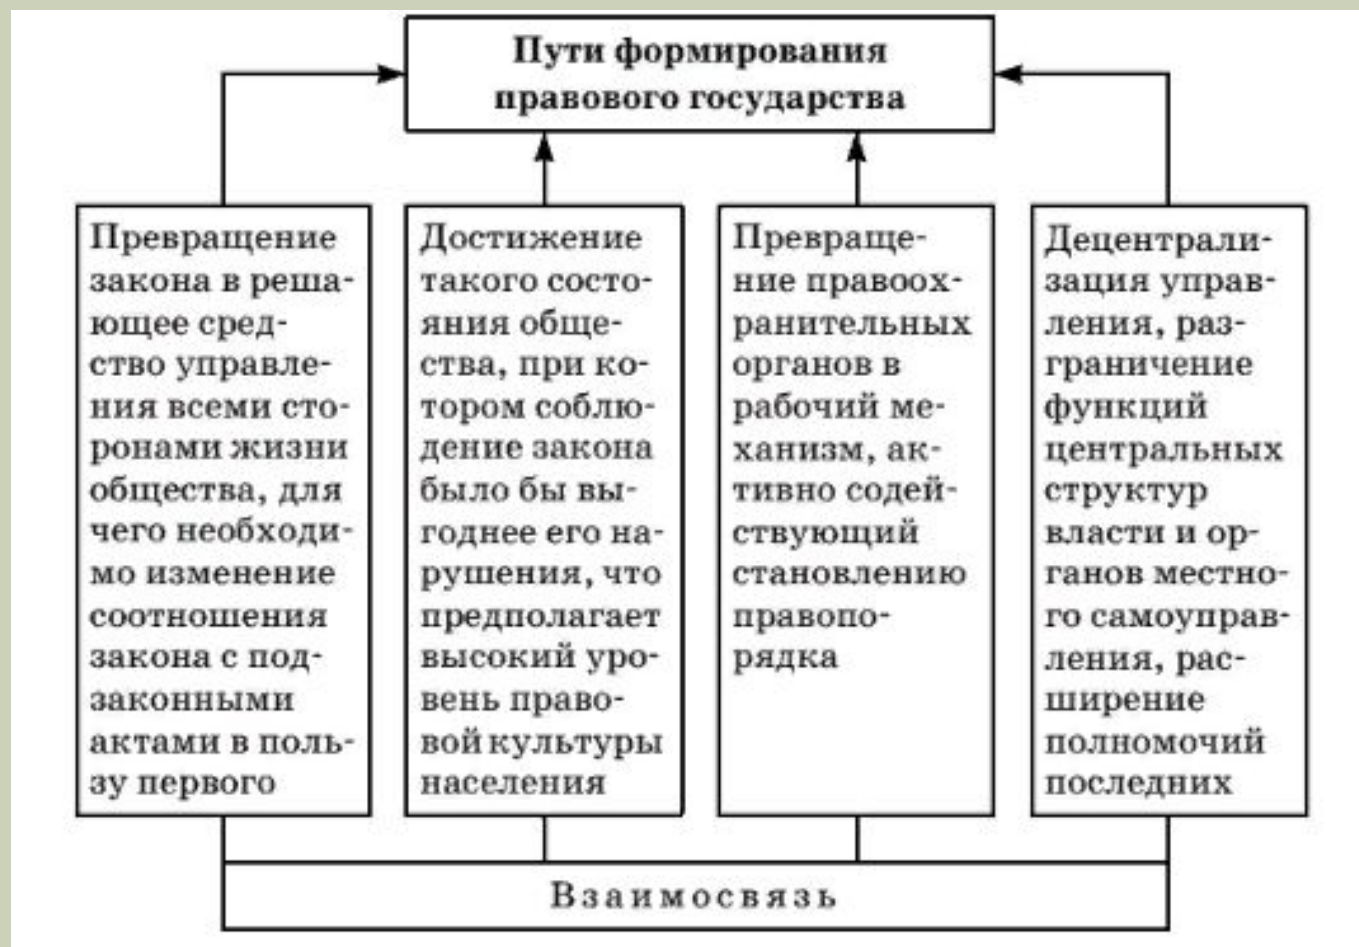 Пути формирования
правового государства
Превращение
закона в реша-
ющее сред-
ство управле-
ния всеми сто-
ронами жизни
общества, для
чего необходи-
мо изменение
соотношения
закона с под-
законными
актами в поль-
зу первого
Достижение
такого состо-
яния обще-
ства, при ко-
тором соблю-
дение закона
было бы вы-
годнее его на-
рушения, что
предполагает
высокий уро-
вень право-
вой культуры
населения
Превраще-
ние правоох-
ранительных
органов в
рабочий ме-
ханизм, ак-
тивно содей-
ствующий
становлению
правопо-
рядка
Децентрали-
зация управ-
ления, раз-
граничение
функций
центральных
структур
власти и ор-
ганов местно-
го самоуправ-
ления, рас-
ширение
полномочий
последних
Взаимосвязь